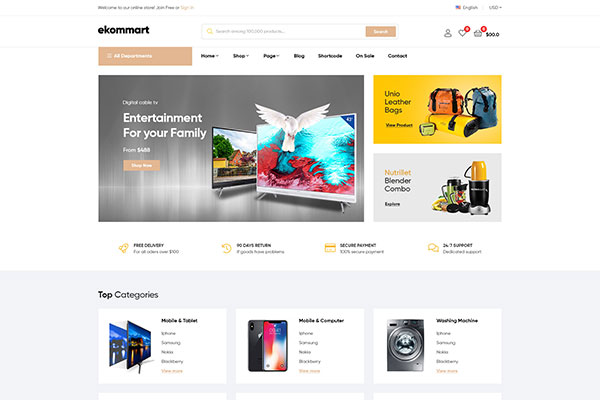 Welcome to our online store! Join Free or Sign In
English
USD
ekommart
Search among 100,000 products...
Search
0
0
$00.0
All Departments
Home
Shop
Page
Blog
Shortcode
On Sale
Contact
Digital cable tv
Entertainment
For your Family
From $488
Shop Now
Unio
Leather
Bags
View Product
Nutrillet
Blender
Combo
Explore
FREE DELIVERY
For all oders over $100
90 DAYS RETURN
If goods have problems
SECURE PAYMENT
100% secure payment
24/7 SUPPORT
Dedicated support
Top Categories
Mobile & Tablet
Iphone
Samsung
Nokia
Blackberry
View more
Mobile & Computer
Iphone
Samsung
Nokia
Blackberry
View more
Washing Machine
Iphone
Samsung
Nokia
Blackberry
View more